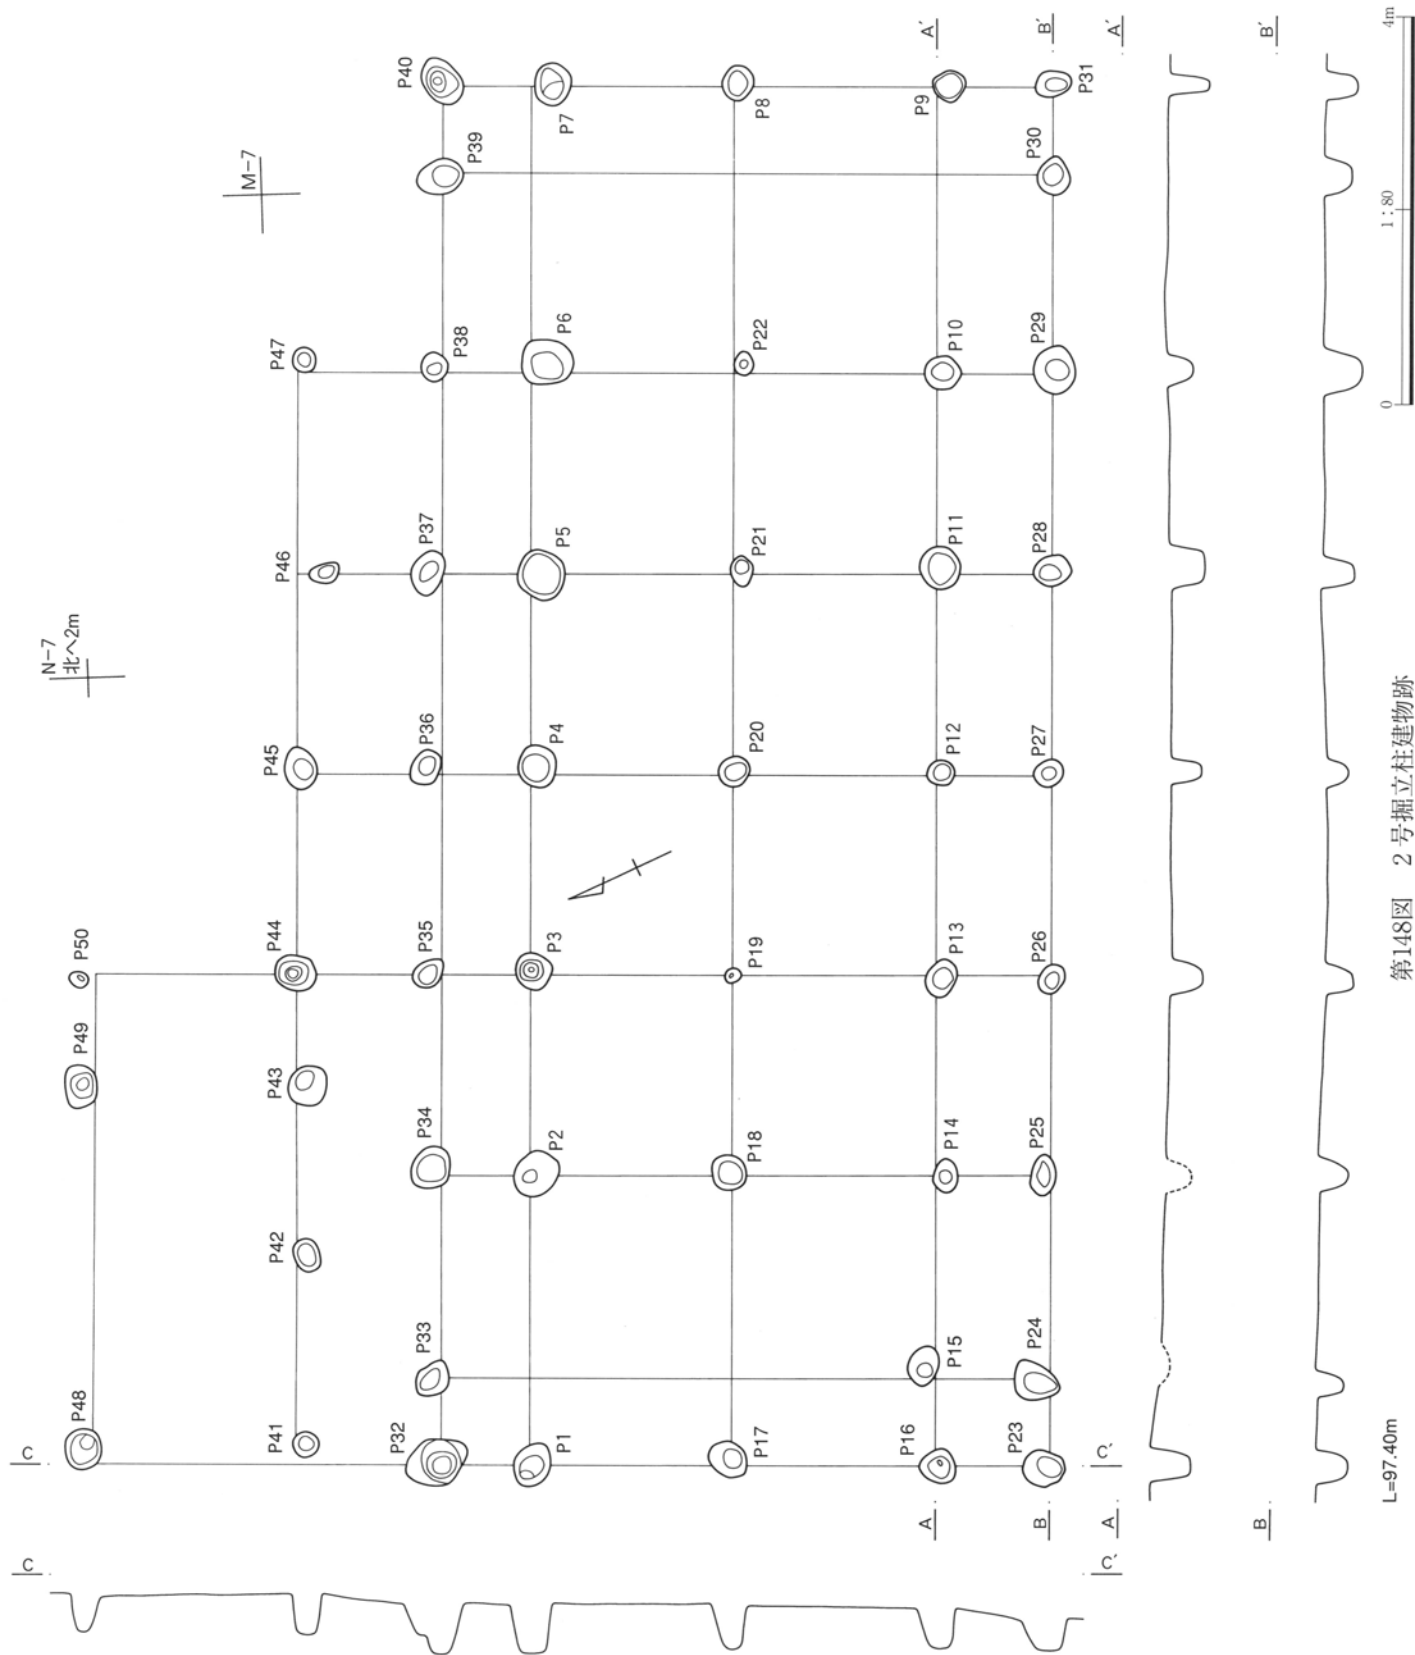 P40
P7
P8
P9
P31
P39
P30
M-7
P47
P38
P6
P22
P10
P29
P46
P37
P5
P21
P11
P28
N-7
北へ2m
P45
P36
P4
P20
P12
P27
P50
P44
P35
P3
P19
P13
P26
P49
P43
P34
P2
P18
P14
P25
P42
P33
P15
P24
P48
P41
P32
P1
P17
P16
P23
A′
B′
A′
B′
A
B
A
B
C
C′
C
C′
L=97.40m
0
1:80
4m
第148図 2号掘立柱建物跡